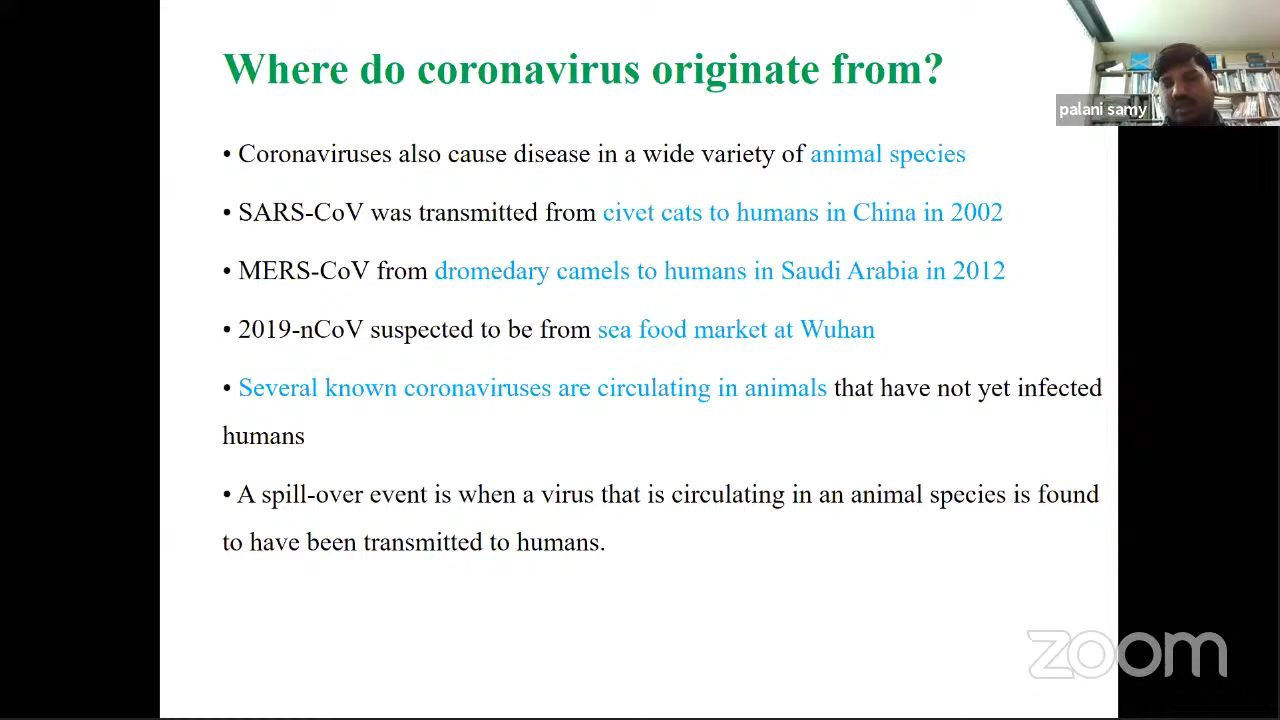 Where do coronavirus originate from?
palani samy
• Coronaviruses also cause disease in a wide variety of animal species
• SARS-CoV was transmitted from civet cats to humans in China in 2002
• MERS-CoV from dromedary camels to humans in Saudi Arabia in 2012
• 2019-nCoV suspected to be from sea food market at Wuhan
• Several known coronaviruses are circulating in animals that have not yet infected
humans
• A spill-over event is when a virus that is circulating in an animal species is found
to have been transmitted to humans.
zoom